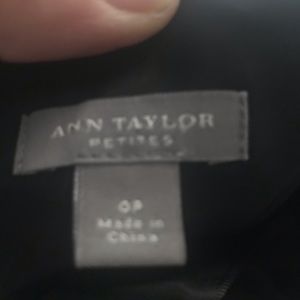 ANN TAYLOR
PETITES
0P
Made in
China